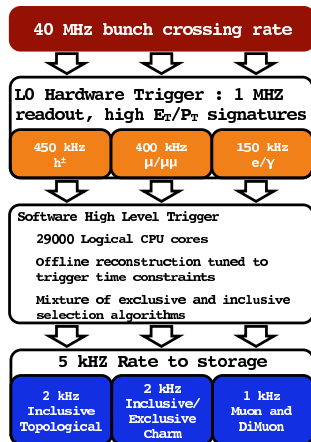 40 MHz bunch crossing rate
L0 Hardware Trigger : 1 MHZ
readout, high ET/PT signatures
450 kHz
h±
400 kHz
μ/μμ
150 kHz
e/γ
Software High Level Trigger
29000 Logical CPU cores
Offline reconstruction tuned to
trigger time constraints
Mixture of exclusive and inclusive
selection algorithms
5 kHZ Rate to storage
2 kHz
Inclusive
Topological
2 kHz
Inclusive/
Exclusive
Charm
1 kHz
Muon and
DiMuon